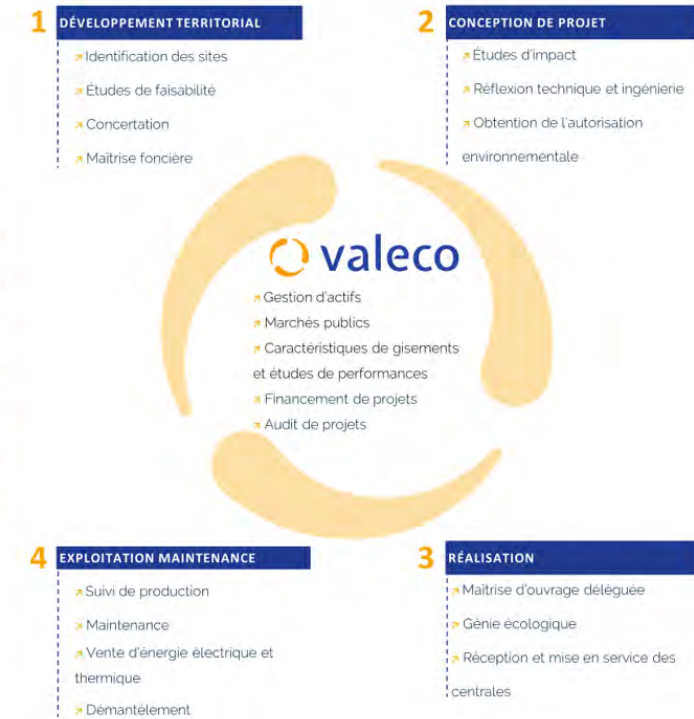 1 DÉVELOPPEMENT TERRITORIAL
↗ Identification des sites
↗ Études de faisabilité
↗ Concertation
↗ Maîtrise foncière
2 CONCEPTION DE PROJET
↗ Études d'impact
↗ Réflexion technique et ingénierie
↗ Obtention de l'autorisation
environnementale
valeco
↗ Gestion d'actifs
↗ Marchés publics
↗ Caractéristiques de gisements
et études de performances
↗ Financement de projets
↗ Audit de projets
4 EXPLOITATION MAINTENANCE
↗ Suivi de production
↗ Maintenance
↗ Vente d'énergie électrique et
thermique
↗ Démantèlement
3 RÉALISATION
↗ Maîtrise d'ouvrage déléguée
↗ Génie écologique
↗ Réception et mise en service des
centrales